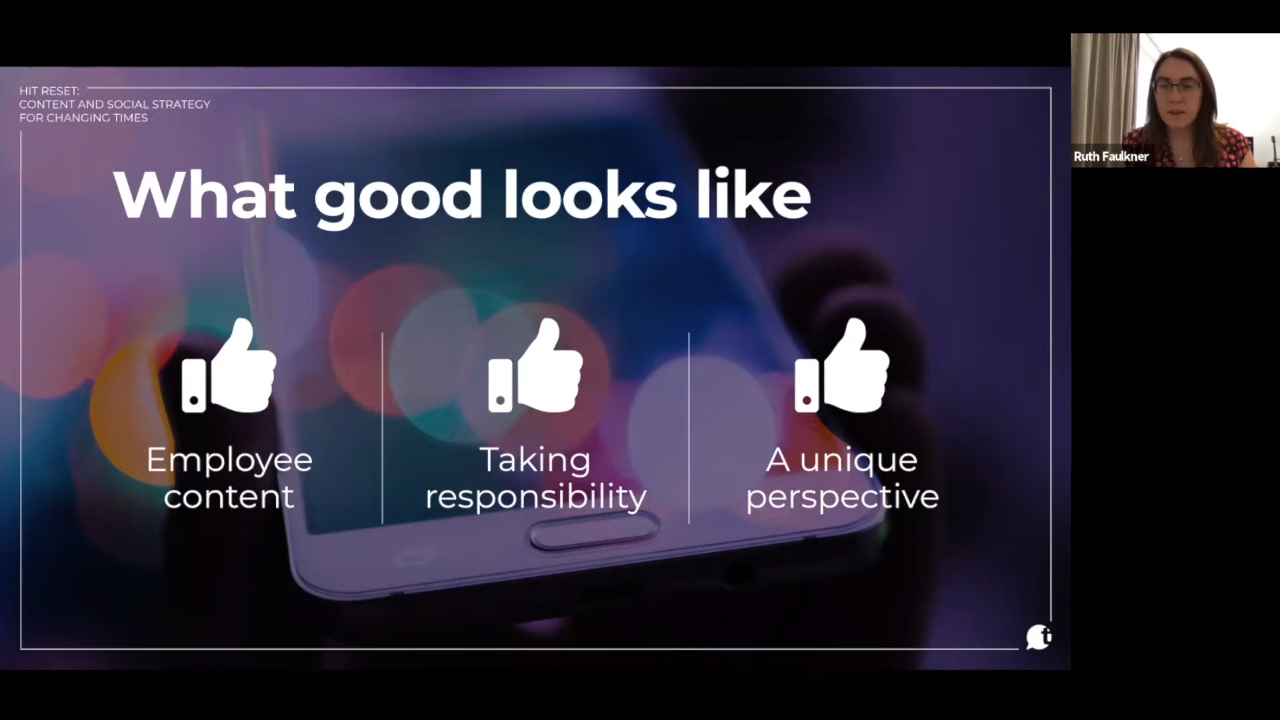 HIT RESET:
CONTENT AND SOCIAL STRATEGY
FOR CHANGING TIMES
What good looks like
Employee
content
Taking
responsibility
A unique
perspective
t
Ruth Faulkner